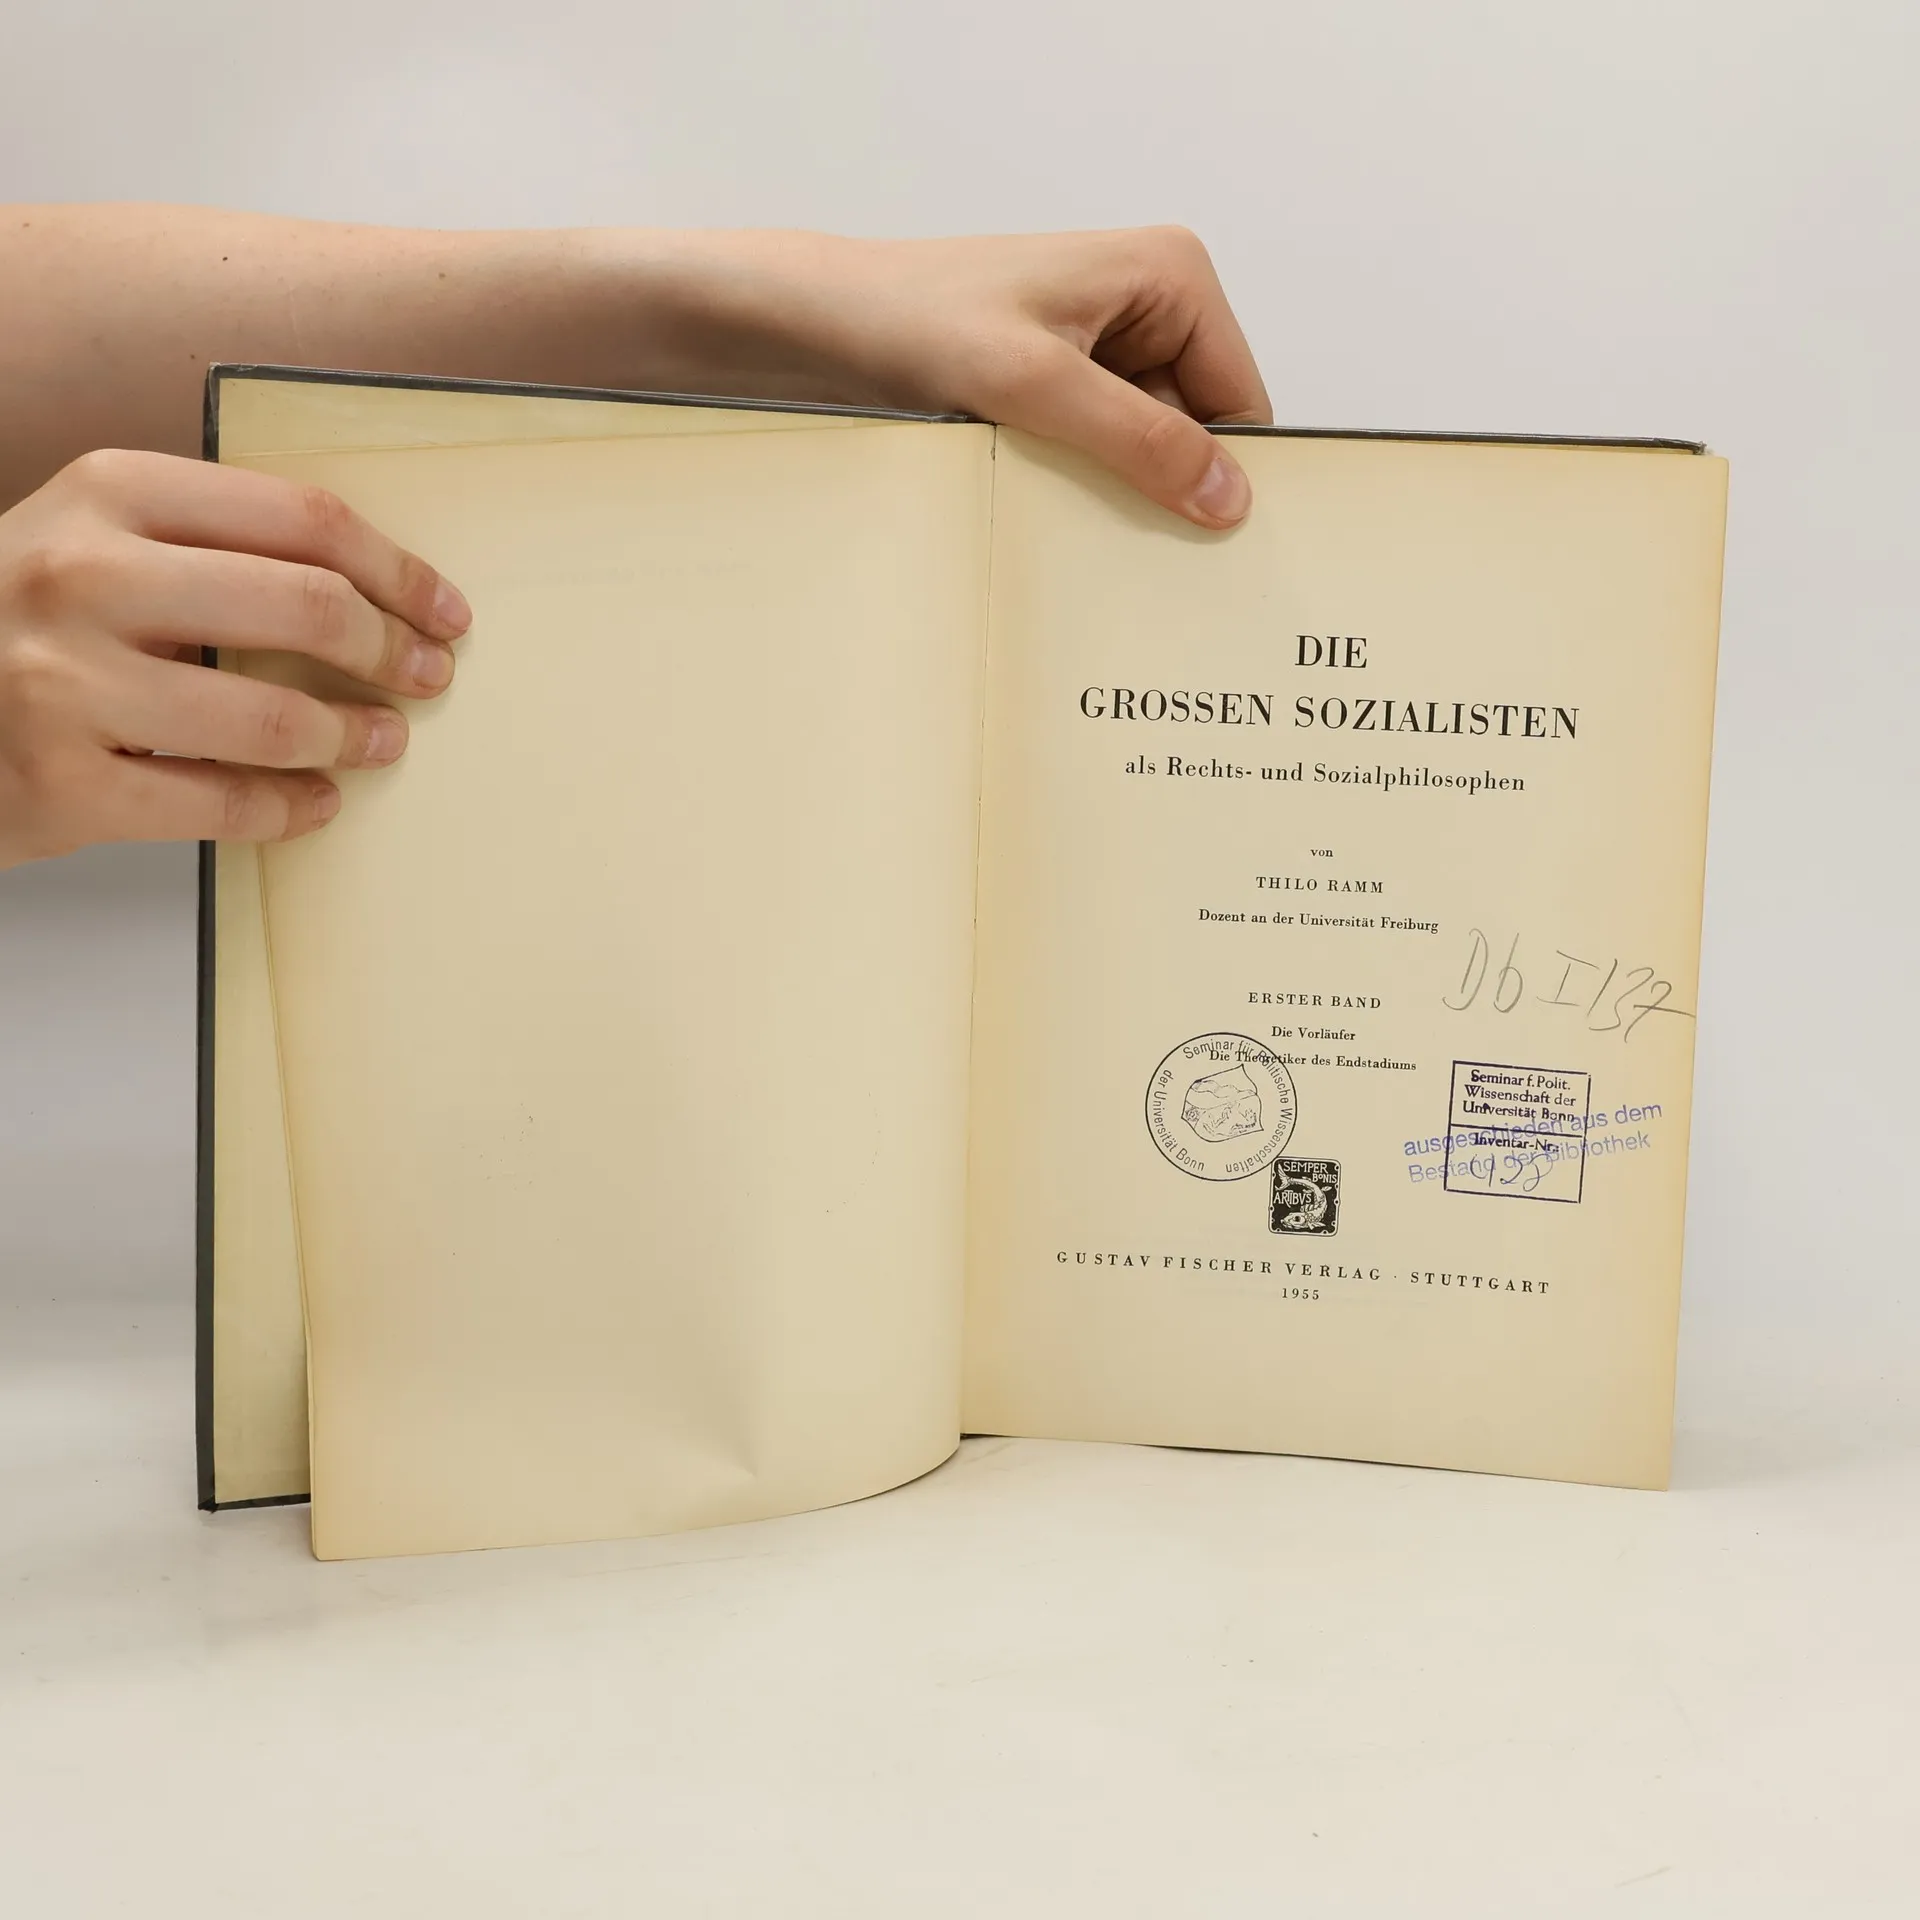 DIE
GROSSEN SOZIALISTEN
als Rechts- und Sozialphilosophen
von
THILO RAMM
Dozent an der Universität Freiburg
Db I/37
ERSTER BAND
Die Vorläufer
Die Theoretiker des Endstadiums
Seminar für Politische Wissenschaften
der Universität Bonn
Seminar f. Polit.
Wissenschaft der
Universität Bonn
Inventar-Nr.:
ausgeschieden aus dem
Bestand der Bibliothek
SEMPER
BONIS
ARTIBVS
GUSTAV FISCHER VERLAG · STUTTGART
1955